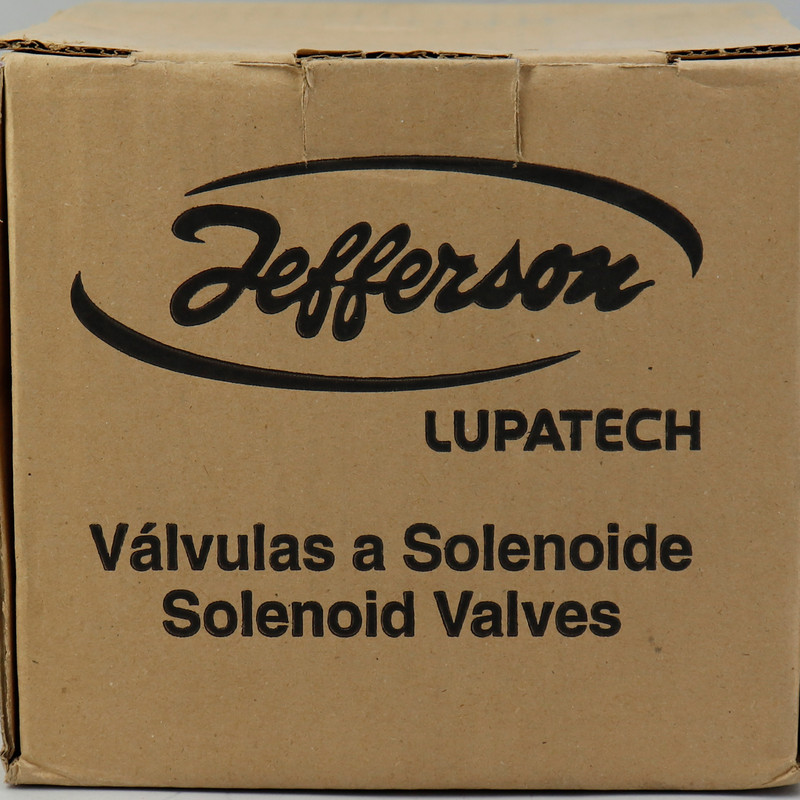 Jefferson
LUPATECH
Válvulas a Solenoide
Solenoid Valves